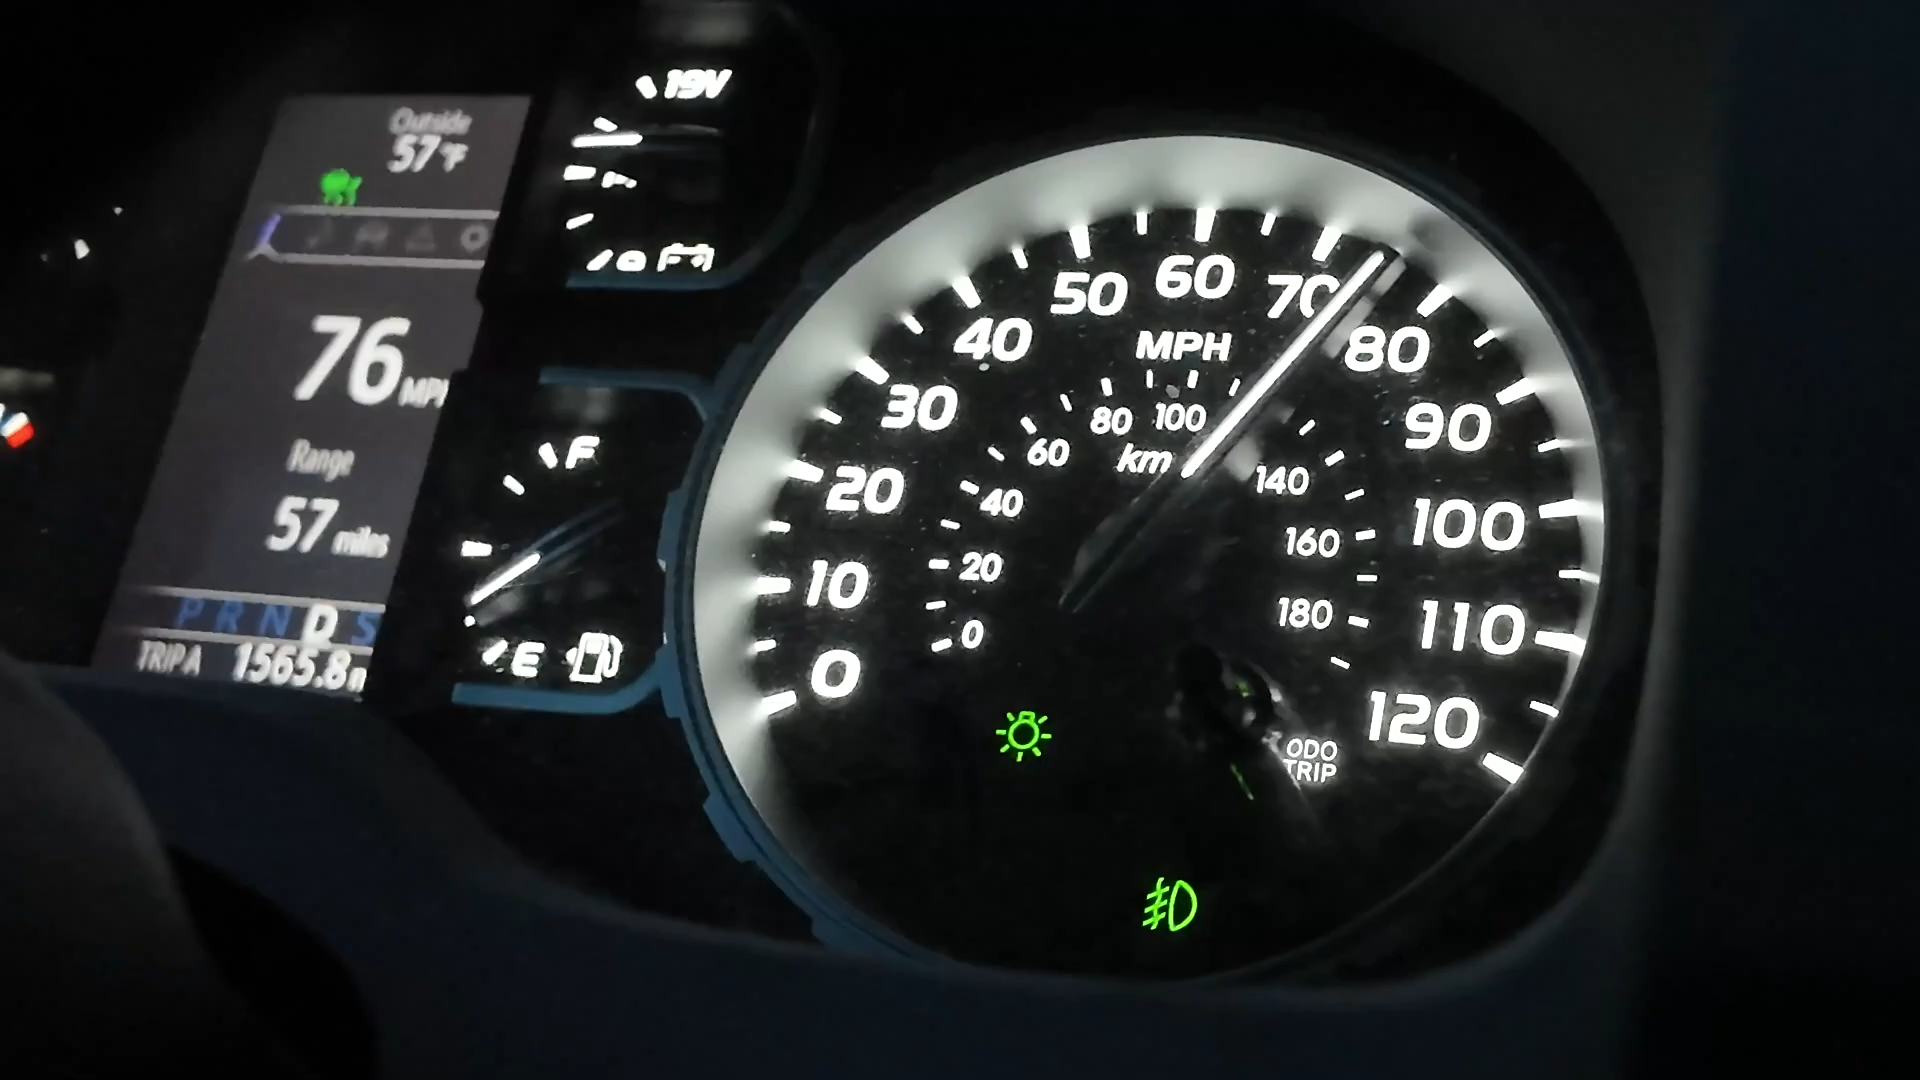 Outside
57°F
76 MPH
Range
57 miles
P R N D S
TRIP A 1565.8
19V
F
E
0 10 20 30 40 50 60 70 80 90 100 110 120
MPH
0 20 40 60 80 100 140 160 180
km
ODO
TRIP